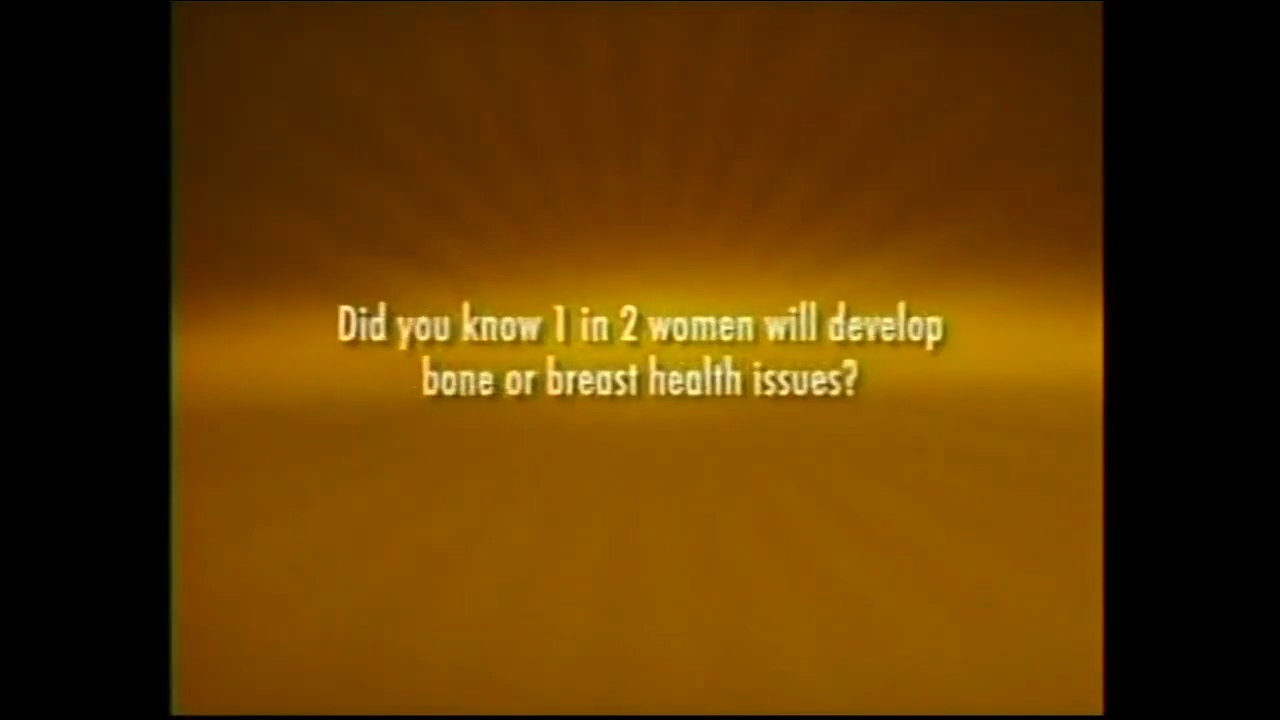 Did you know 1 in 2 women will develop
bone or breast health issues?